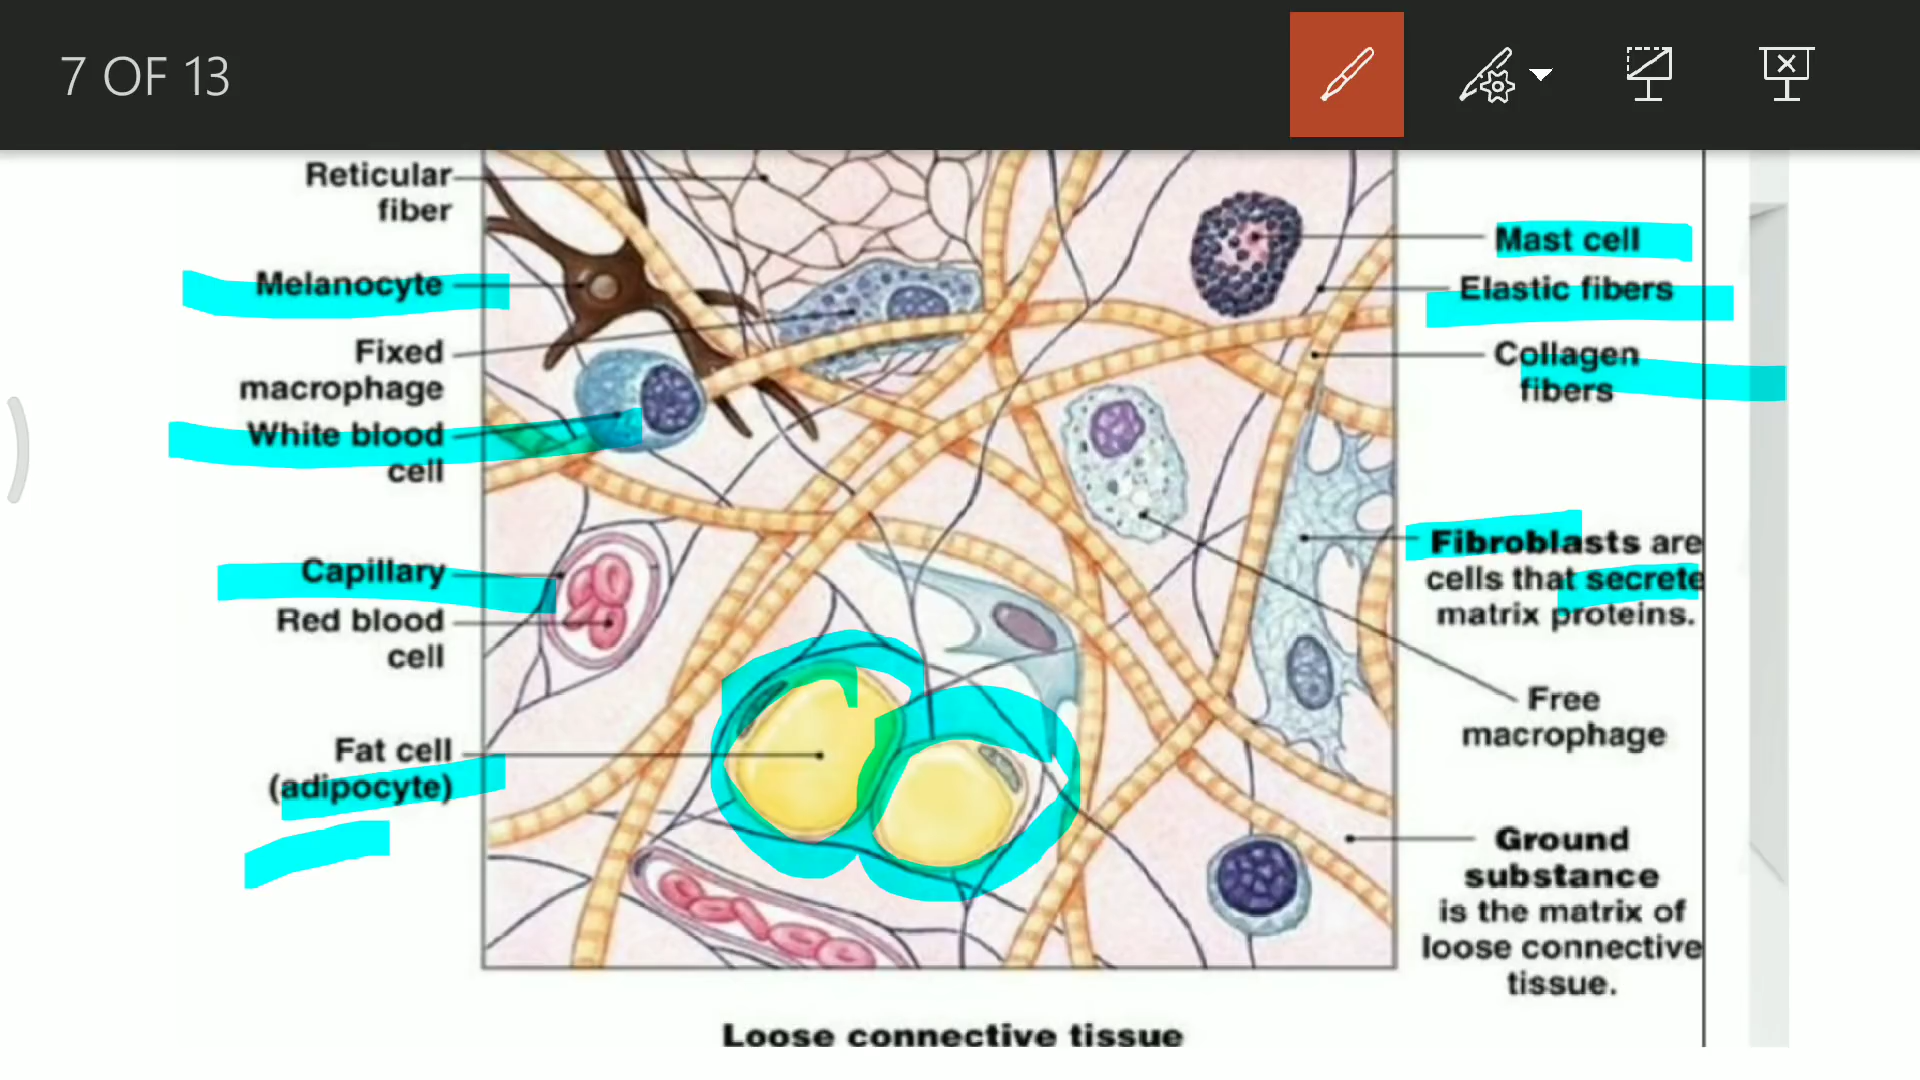 7 OF 13
Reticular
fiber
Melanocyte
Fixed
macrophage
White blood
cell
Capillary
Red blood
cell
Fat cell
(adipocyte)
Mast cell
Elastic fibers
Collagen
fibers
Fibroblasts are
cells that secrete
matrix proteins.
Free
macrophage
Ground
substance
is the matrix of
loose connective
tissue.
Loose connective tissue